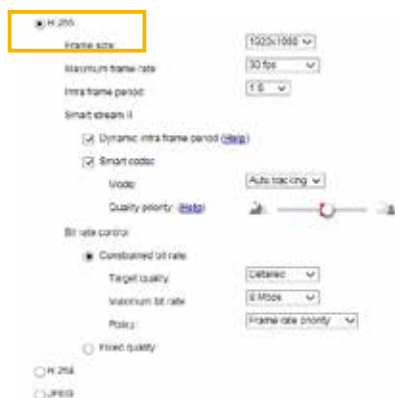 H.265
Frame size: 1920x1080
Maximum frame rate: 30 fps
Intra frame period: 1 S
Smart stream II
Dynamic intra frame period (Help)
Smart codec
Mode: Auto tracking
Quality priority: (Help)
Bit rate control
Constrained bit rate
Target quality: Detailed
Maximum bit rate: 8 Mbps
Policy: Frame rate priority
Fixed quality
H.264
JPEG